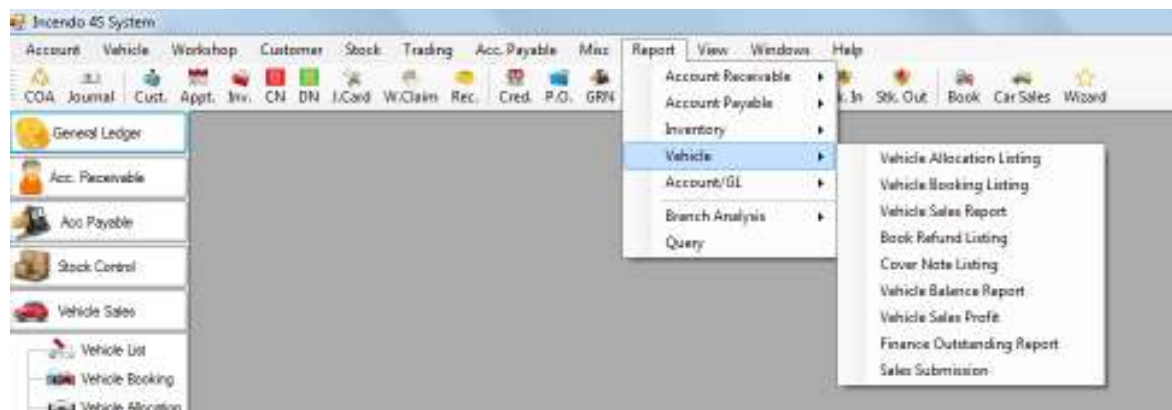 Incendo 4S System
Account Vehicle Workshop Customer Stock Trading Acc. Payable Misc Report View Windows Help
COA Journal Cust. Appt. Inv. CN DN J.Card W.Claim Rec. Cred. P.O. GRN k. In Stk. Out Book Car Sales Wizard
General Ledger
Acc. Receivable
Acc Payable
Stock Control
Vehicle Sales
Vehicle List
Vehicle Booking
Vehicle Allocation
Account Receivable
Account Payable
Inventory
Vehicle
Account/GL
Branch Analysis
Query
Vehicle Allocation Listing
Vehicle Booking Listing
Vehicle Sales Report
Book Refund Listing
Cover Note Listing
Vehicle Balance Report
Vehicle Sales Profit
Finance Outstanding Report
Sales Submission